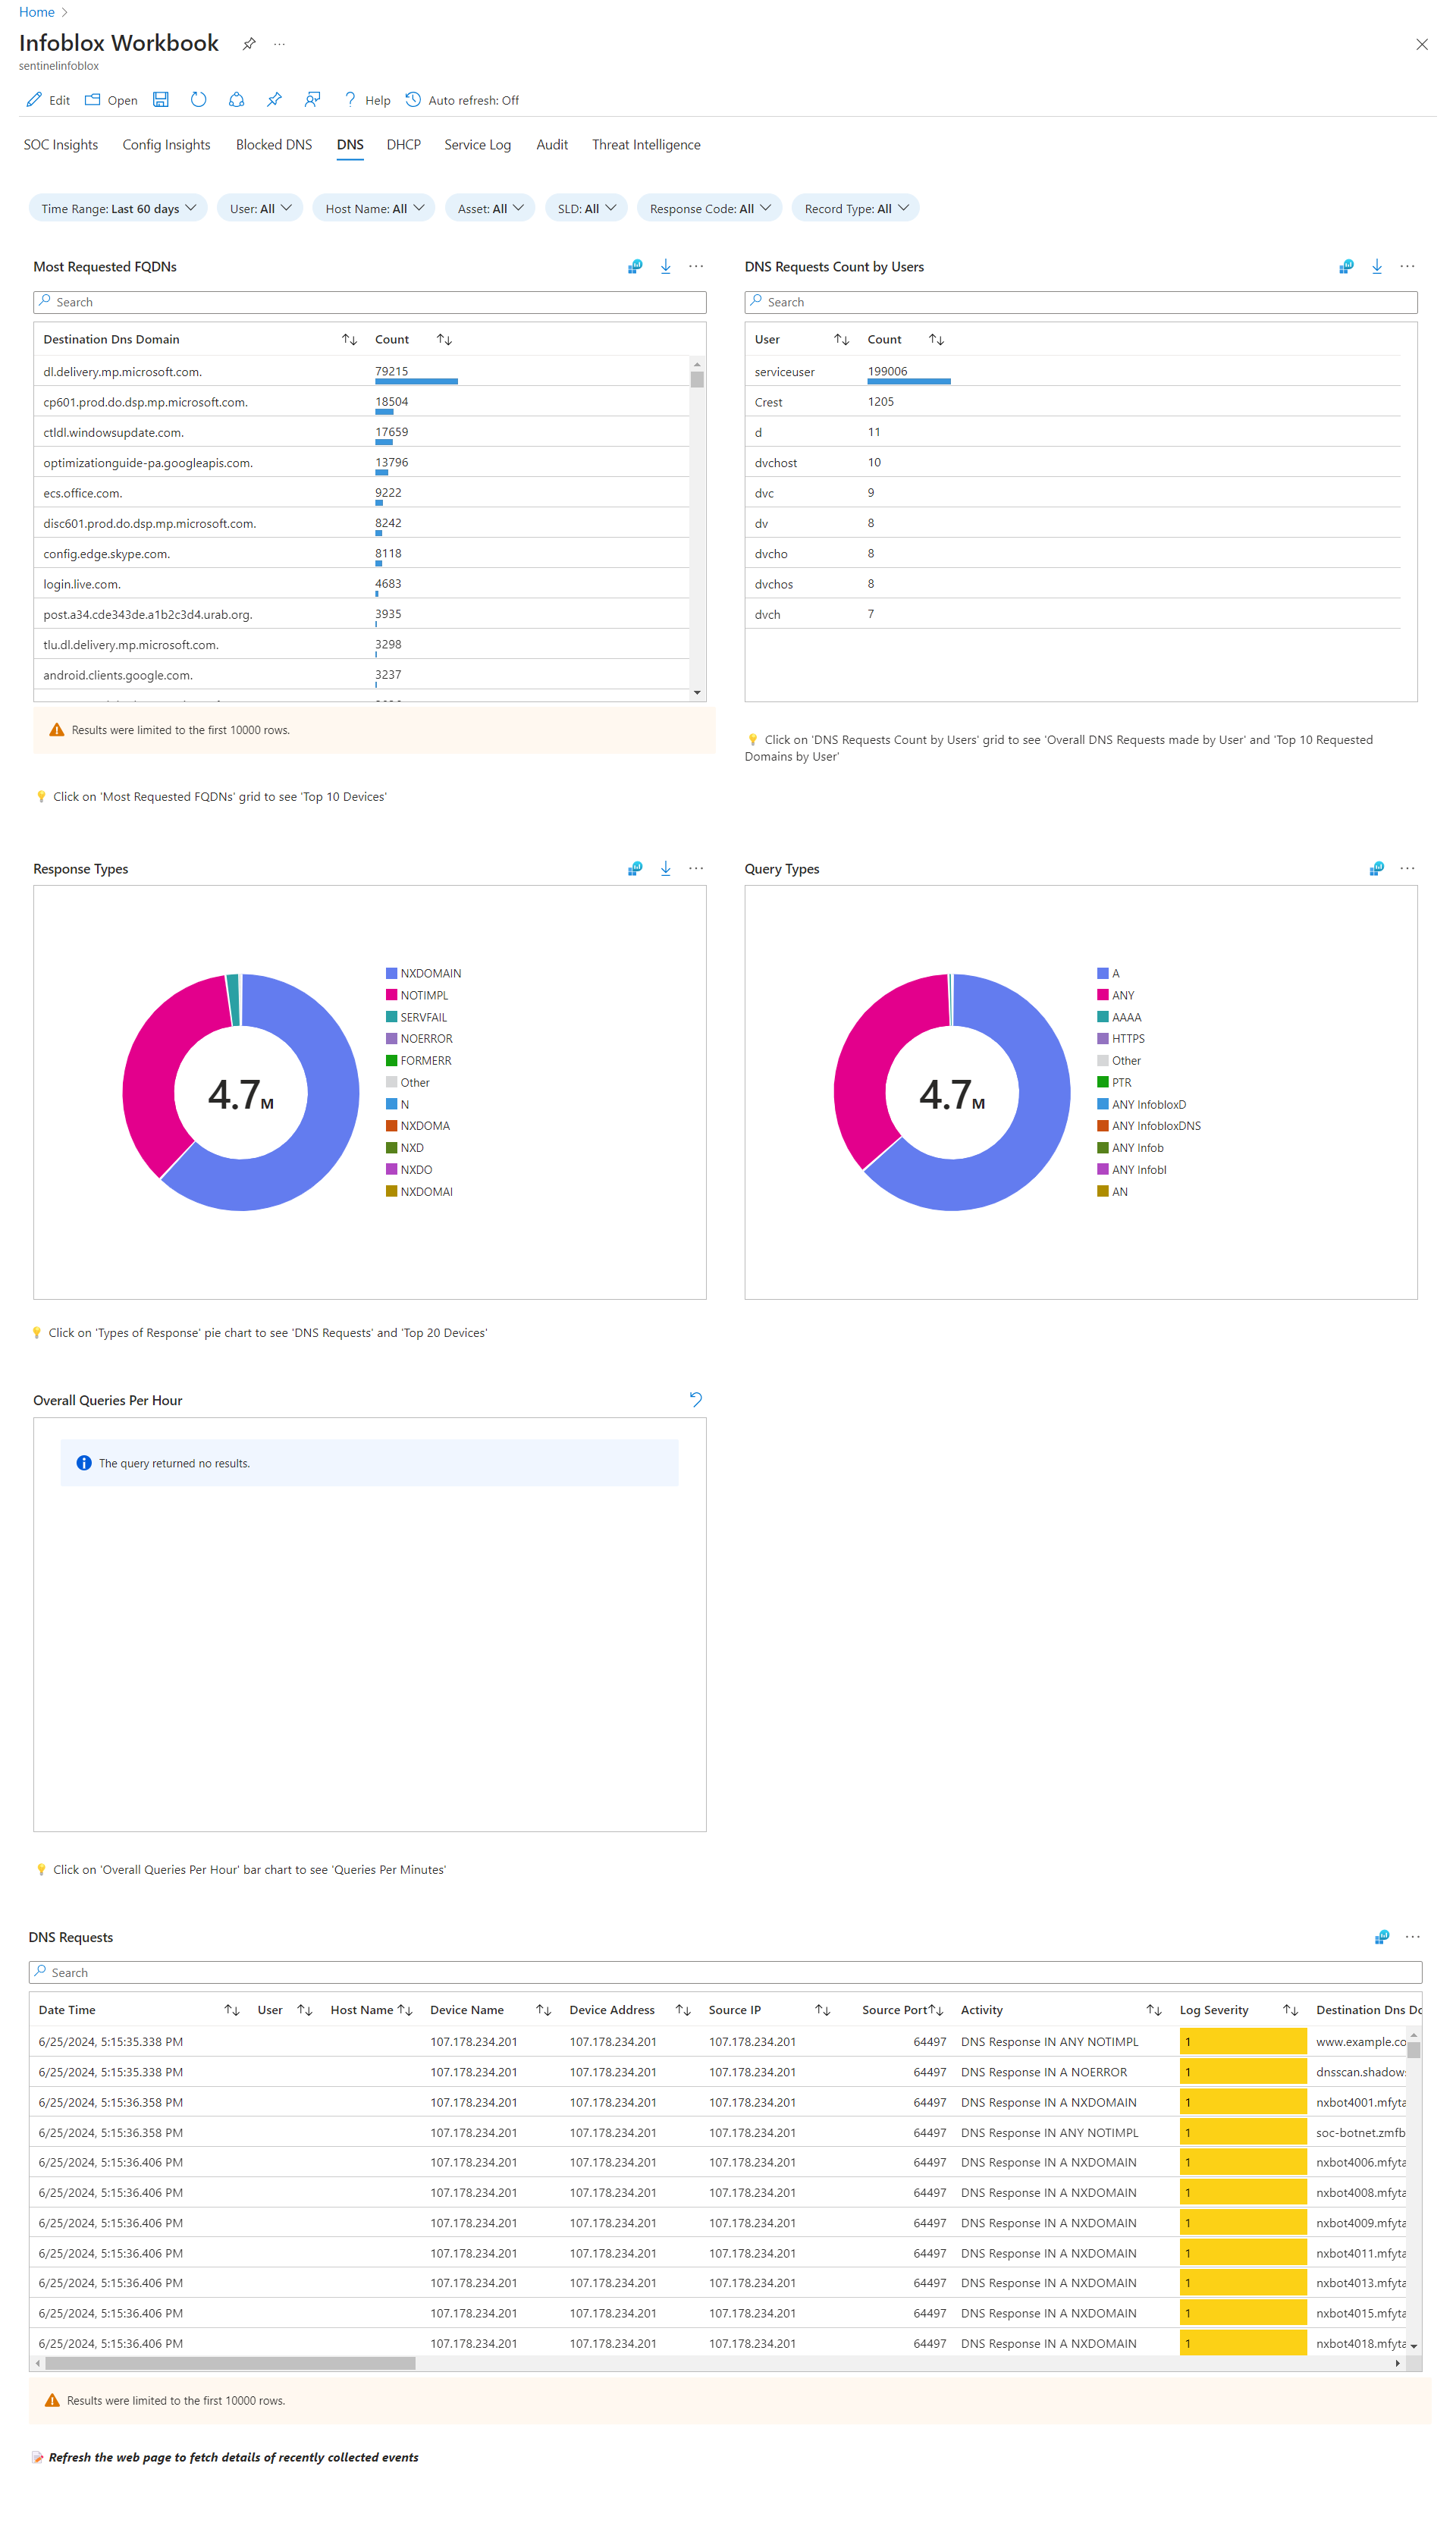 Home
Infoblox Workbook
sentinelinfoblox
Edit Open Help Auto refresh: Off
SOC Insights Config Insights Blocked DNS DNS DHCP Service Log Audit Threat Intelligence
Time Range: Last 60 days User: All Host Name: All Asset: All SLD: All Response Code: All Record Type: All
Most Requested FQDNs
Search
Destination Dns Domain Count
dl.delivery.mp.microsoft.com. 79215
cp601.prod.do.dsp.mp.microsoft.com. 18504
ctldl.windowsupdate.com. 17659
optimizationguide-pa.googleapis.com. 13796
ecs.office.com. 9222
disc601.prod.do.dsp.mp.microsoft.com. 8242
config.edge.skype.com. 8118
login.live.com. 4683
post.a34.cde343de.a1b2c3d4.urab.org. 3935
tlu.dl.delivery.mp.microsoft.com. 3298
android.clients.google.com. 3237
Results were limited to the first 10000 rows.
Click on 'Most Requested FQDNs' grid to see 'Top 10 Devices'
DNS Requests Count by Users
Search
User Count
serviceuser 199006
Crest 1205
d 11
dvchost 10
dvc 9
dv 8
dvcho 8
dvchos 8
dvch 7
Click on 'DNS Requests Count by Users' grid to see 'Overall DNS Requests made by User' and 'Top 10 Requested
Domains by User'
Response Types
4.7M
NXDOMAIN
NOTIMPL
SERVFAIL
NOERROR
FORMERR
Other
N
NXDOMA
NXD
NXDO
NXDOMAI
Click on 'Types of Response' pie chart to see 'DNS Requests' and 'Top 20 Devices'
Query Types
4.7M
A
ANY
AAAA
HTTPS
Other
PTR
ANY InfobloxD
ANY InfobloxDNS
ANY Infob
ANY Infobl
AN
Overall Queries Per Hour
The query returned no results.
Click on 'Overall Queries Per Hour' bar chart to see 'Queries Per Minutes'
DNS Requests
Search
Date Time User Host Name Device Name Device Address Source IP Source Port Activity Log Severity Destination Dns Do
6/25/2024, 5:15:35.338 PM 107.178.234.201 107.178.234.201 107.178.234.201 64497 DNS Response IN ANY NOTIMPL 1 www.example.co
6/25/2024, 5:15:35.338 PM 107.178.234.201 107.178.234.201 107.178.234.201 64497 DNS Response IN A NOERROR 1 dnsscan.shadows
6/25/2024, 5:15:36.358 PM 107.178.234.201 107.178.234.201 107.178.234.201 64497 DNS Response IN A NXDOMAIN 1 nxbot4001.mfyta
6/25/2024, 5:15:36.358 PM 107.178.234.201 107.178.234.201 107.178.234.201 64497 DNS Response IN ANY NOTIMPL 1 soc-botnet.zmfb
6/25/2024, 5:15:36.406 PM 107.178.234.201 107.178.234.201 107.178.234.201 64497 DNS Response IN A NXDOMAIN 1 nxbot4006.mfyta
6/25/2024, 5:15:36.406 PM 107.178.234.201 107.178.234.201 107.178.234.201 64497 DNS Response IN A NXDOMAIN 1 nxbot4008.mfyta
6/25/2024, 5:15:36.406 PM 107.178.234.201 107.178.234.201 107.178.234.201 64497 DNS Response IN A NXDOMAIN 1 nxbot4009.mfyta
6/25/2024, 5:15:36.406 PM 107.178.234.201 107.178.234.201 107.178.234.201 64497 DNS Response IN A NXDOMAIN 1 nxbot4011.mfyta
6/25/2024, 5:15:36.406 PM 107.178.234.201 107.178.234.201 107.178.234.201 64497 DNS Response IN A NXDOMAIN 1 nxbot4013.mfyta
6/25/2024, 5:15:36.406 PM 107.178.234.201 107.178.234.201 107.178.234.201 64497 DNS Response IN A NXDOMAIN 1 nxbot4015.mfyta
6/25/2024, 5:15:36.406 PM 107.178.234.201 107.178.234.201 107.178.234.201 64497 DNS Response IN A NXDOMAIN 1 nxbot4018.mfyta
Results were limited to the first 10000 rows.
Refresh the web page to fetch details of recently collected events